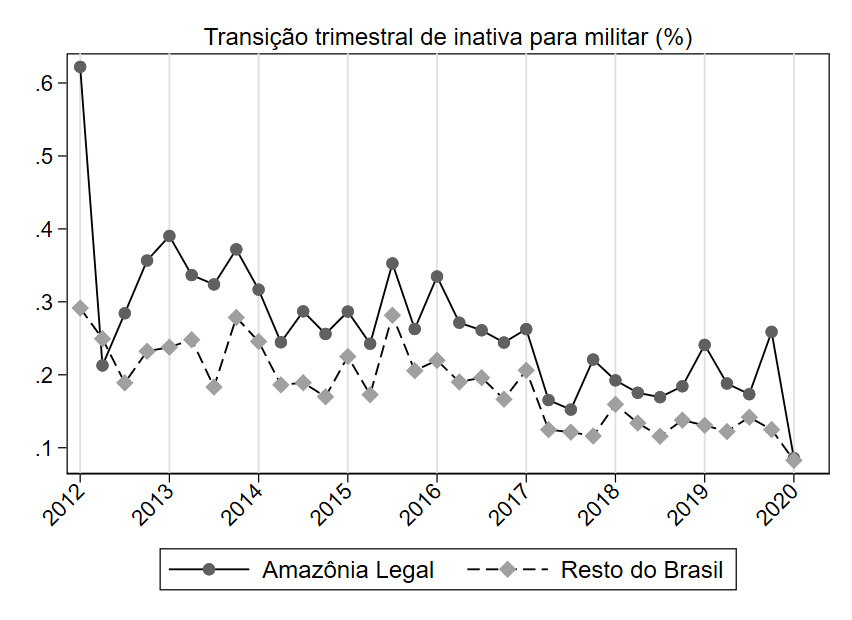 Transição trimestral de inativa para militar (%)
.6
.5
.4
.3
.2
.1
2012 2013 2014 2015 2016 2017 2018 2019 2020
Amazônia Legal Resto do Brasil